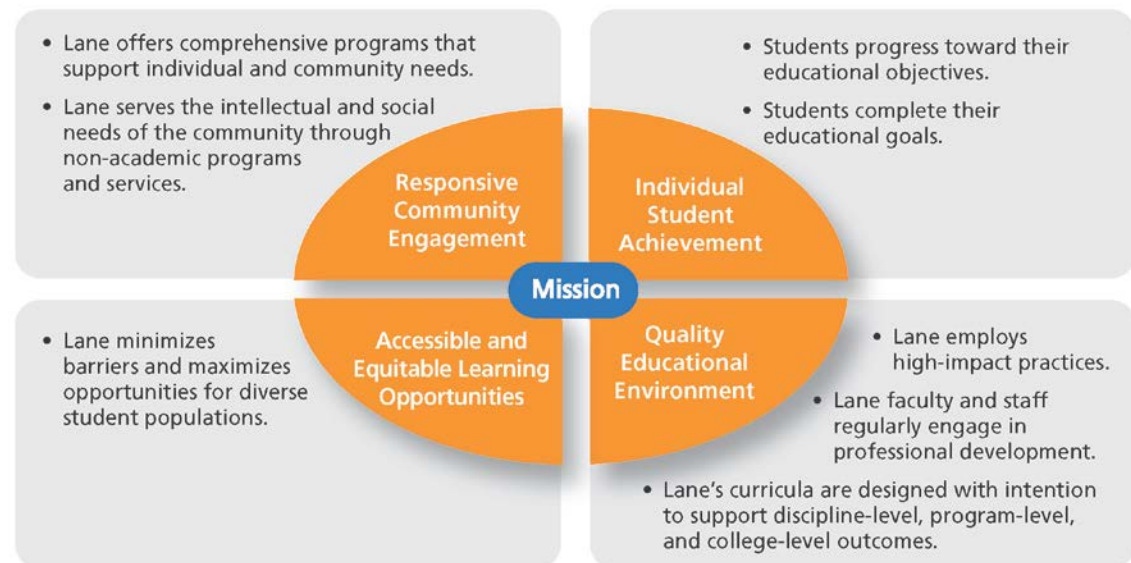 • Lane offers comprehensive programs that
support individual and community needs.
• Lane serves the intellectual and social
needs of the community through
non-academic programs
and services.
Responsive
Community
Engagement
• Students progress toward their
educational objectives.
• Students complete their
educational goals.
Individual
Student
Achievement
Mission
• Lane minimizes
barriers and maximizes
opportunities for diverse
student populations.
Accessible and
Equitable Learning
Opportunities
Quality
Educational
Environment
• Lane employs
high-impact practices.
• Lane faculty and staff
regularly engage in
professional development.
• Lane’s curricula are designed with intention
to support discipline-level, program-level,
and college-level outcomes.